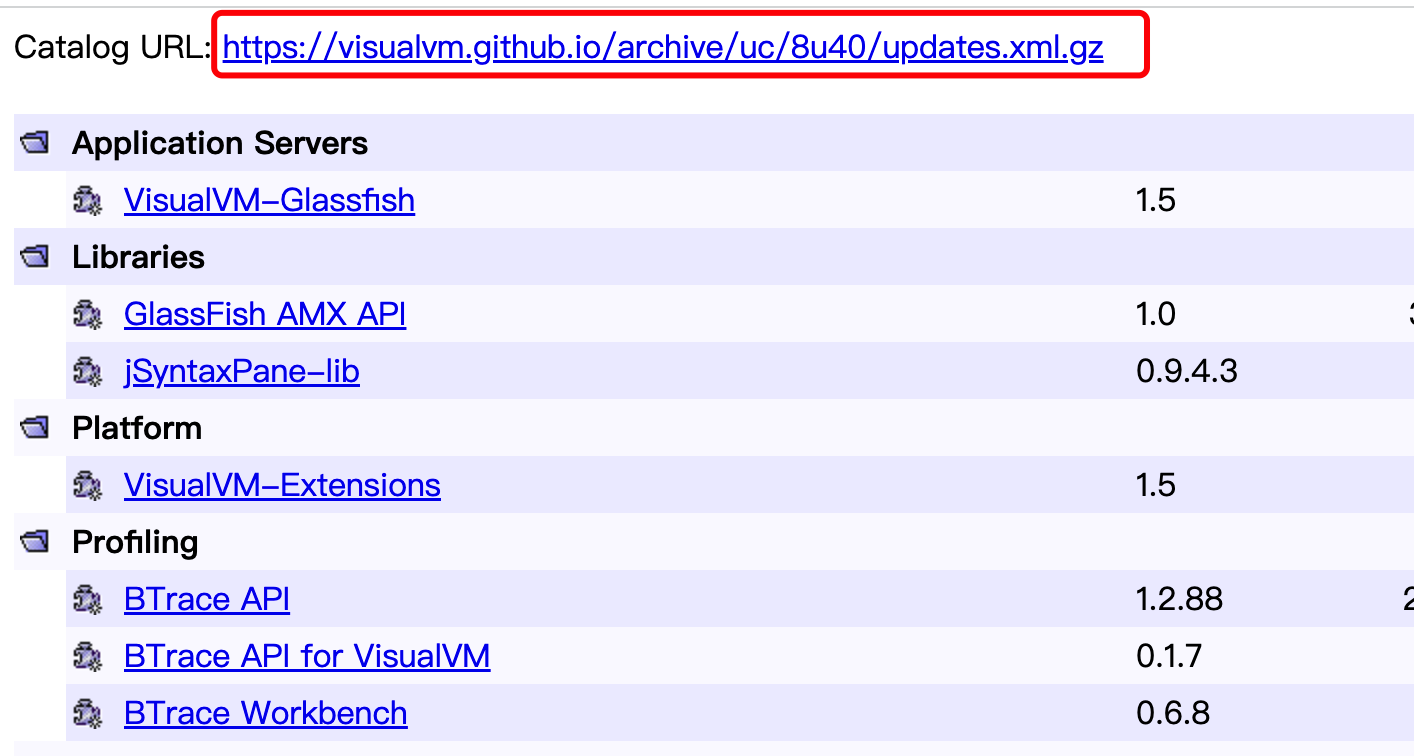 Catalog URL: https://visualvm.github.io/archive/uc/8u40/updates.xml.gz
Application Servers
VisualVM–Glassfish 1.5
Libraries
GlassFish AMX API 1.0
jSyntaxPane–lib 0.9.4.3
Platform
VisualVM–Extensions 1.5
Profiling
BTrace API 1.2.88
BTrace API for VisualVM 0.1.7
BTrace Workbench 0.6.8